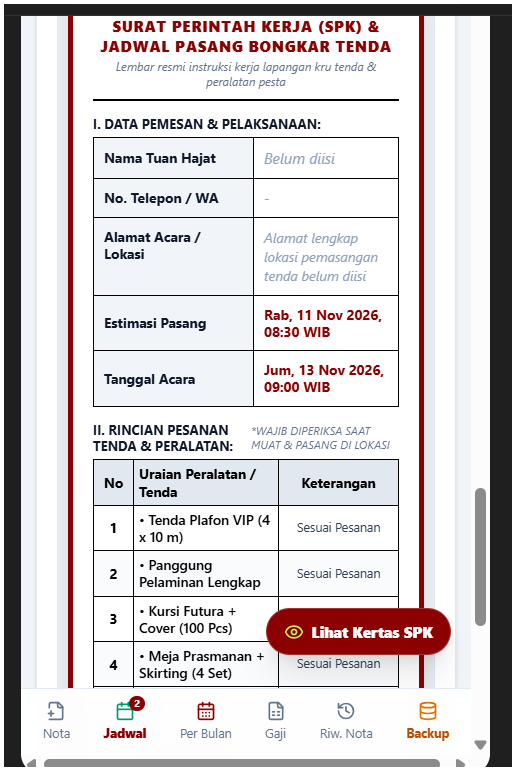 SURAT PERINTAH KERJA (SPK) &
JADWAL PASANG BONGKAR TENDA
Lembar resmi instruksi kerja lapangan kru tenda &
peralatan pesta
I. DATA PEMESAN & PELAKSANAAN:
Nama Tuan Hajat
Belum diisi
No. Telepon / WA
-
Alamat Acara /
Lokasi
Alamat lengkap
lokasi pemasangan
tenda belum diisi
Estimasi Pasang
Rab, 11 Nov 2026,
08:30 WIB
Tanggal Acara
Jum, 13 Nov 2026,
09:00 WIB
II. RINCIAN PESANAN
TENDA & PERALATAN:
*WAJIB DIPERIKSA SAAT
MUAT & PASANG DI LOKASI
No
Uraian Peralatan /
Tenda
Keterangan
1
• Tenda Plafon VIP (4
x 10 m)
Sesuai Pesanan
2
• Panggung
Pelaminan Lengkap
Sesuai Pesanan
3
• Kursi Futura +
Cover (100 Pcs)
Lihat Kertas SPK
4
• Meja Prasmanan +
Skirting (4 Set)
Sesuai Pesanan
Nota
2
Jadwal
Per Bulan
Gaji
Riw. Nota
Backup